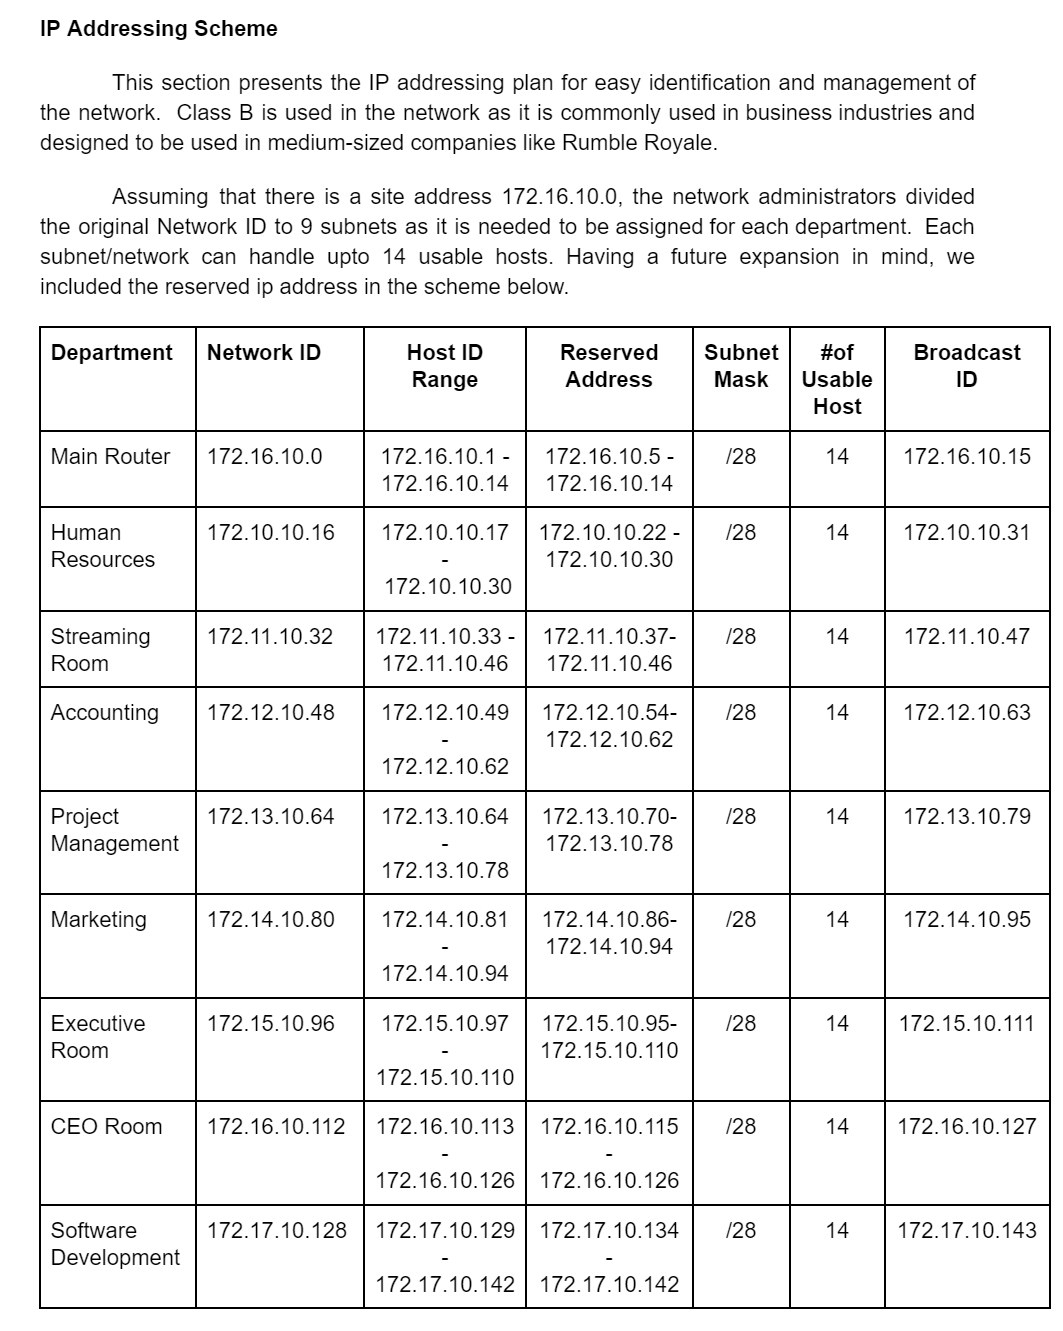 IP Addressing Scheme
This section presents the IP addressing plan for easy identification and management of
the network.  Class B is used in the network as it is commonly used in business industries and
designed to be used in medium-sized companies like Rumble Royale.
Assuming that there is a site address 172.16.10.0, the network administrators divided
the original Network ID to 9 subnets as it is needed to be assigned for each department.  Each
subnet/network can handle upto 14 usable hosts. Having a future expansion in mind, we
included the reserved ip address in the scheme below.
Department Network ID Host ID Reserved Subnet #of Broadcast
Range Address Mask Usable ID
Host
Main Router 172.16.10.0 172.16.10.1 - 172.16.10.5 - /28 14 172.16.10.15
172.16.10.14 172.16.10.14
Human 172.10.10.16 172.10.10.17 172.10.10.22 - /28 14 172.10.10.31
Resources - 172.10.10.30
172.10.10.30
Streaming 172.11.10.32 172.11.10.33 - 172.11.10.37- /28 14 172.11.10.47
Room 172.11.10.46 172.11.10.46
Accounting 172.12.10.48 172.12.10.49 172.12.10.54- /28 14 172.12.10.63
- 172.12.10.62
172.12.10.62
Project 172.13.10.64 172.13.10.64 172.13.10.70- /28 14 172.13.10.79
Management - 172.13.10.78
172.13.10.78
Marketing 172.14.10.80 172.14.10.81 172.14.10.86- /28 14 172.14.10.95
- 172.14.10.94
172.14.10.94
Executive 172.15.10.96 172.15.10.97 172.15.10.95- /28 14 172.15.10.111
Room - 172.15.10.110
172.15.10.110
CEO Room 172.16.10.112 172.16.10.113 172.16.10.115 /28 14 172.16.10.127
- -
172.16.10.126 172.16.10.126
Software 172.17.10.128 172.17.10.129 172.17.10.134 /28 14 172.17.10.143
Development - -
172.17.10.142 172.17.10.142